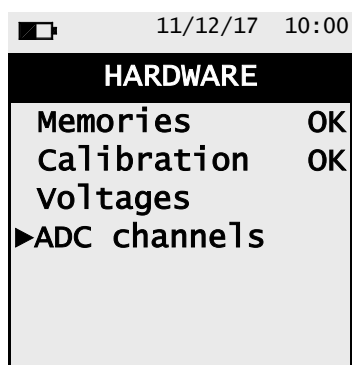 11/12/17 10:00
HARDWARE
Memories OK
Calibration OK
Voltages
►ADC channels